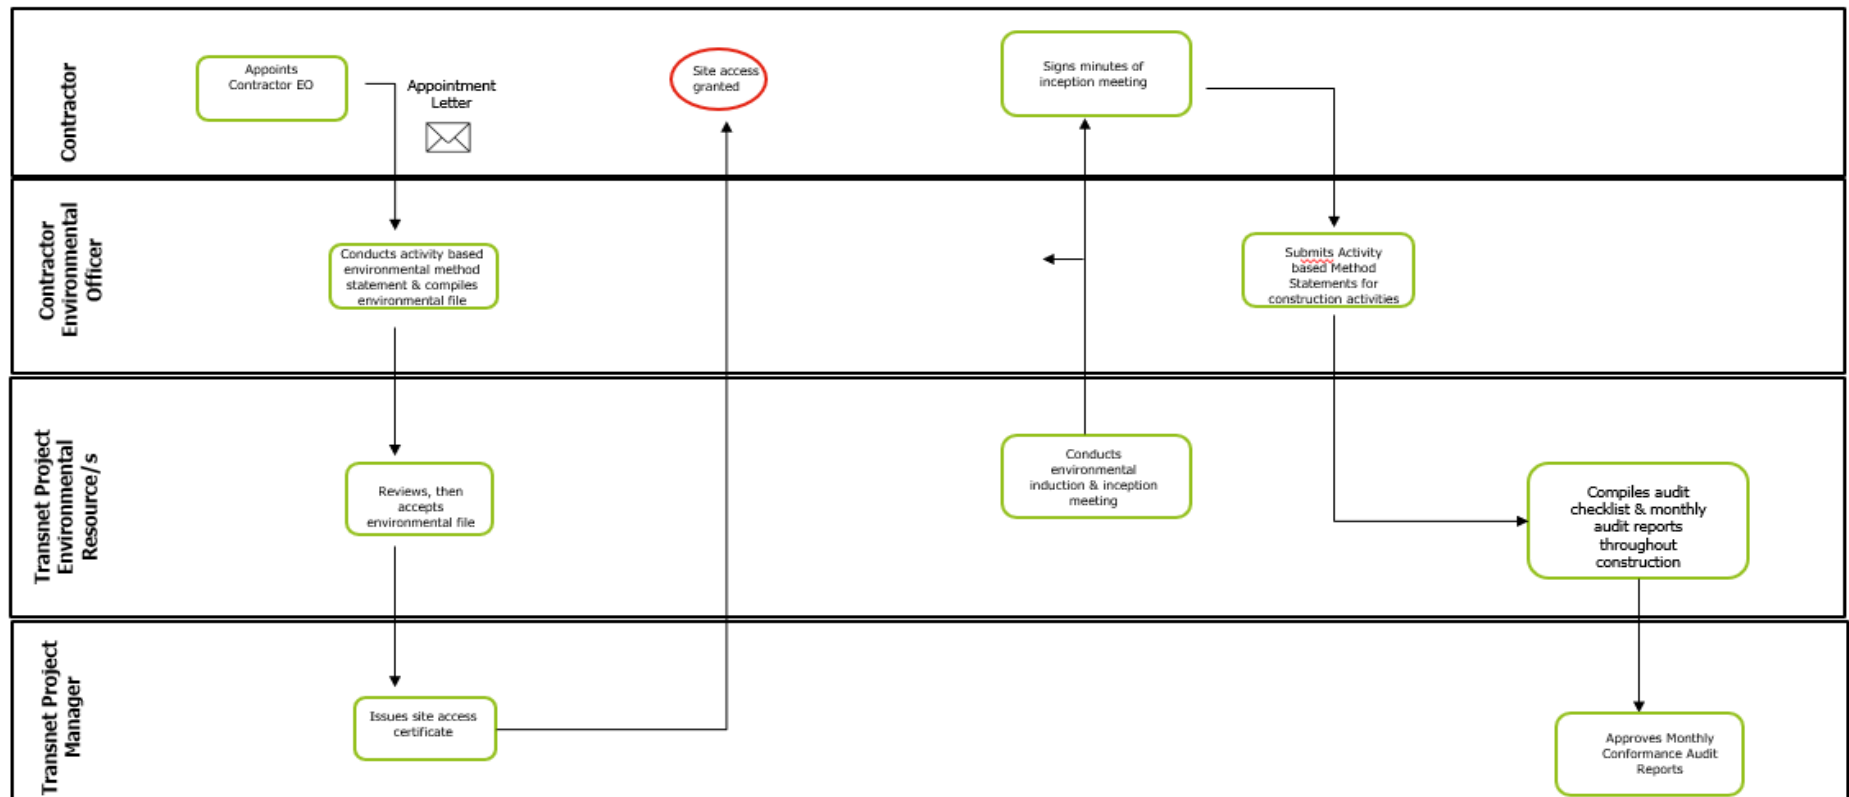 Contractor
Appoints
Contractor EO
Appointment
Letter
Site access
granted
Signs minutes of
inception meeting
Contractor
Environmental
Officer
Conducts activity based
environmental method
statement & compiles
environmental file
Submits Activity
based Method
Statements for
construction activities
Transnet Project
Environmental
Resource/s
Reviews, then
accepts
environmental file
Conducts
environmental
induction & inception
meeting
Compiles audit
checklist & monthly
audit reports
throughout
construction
Transnet Project
Manager
Issues site access
certificate
Approves Monthly
Conformance Audit
Reports